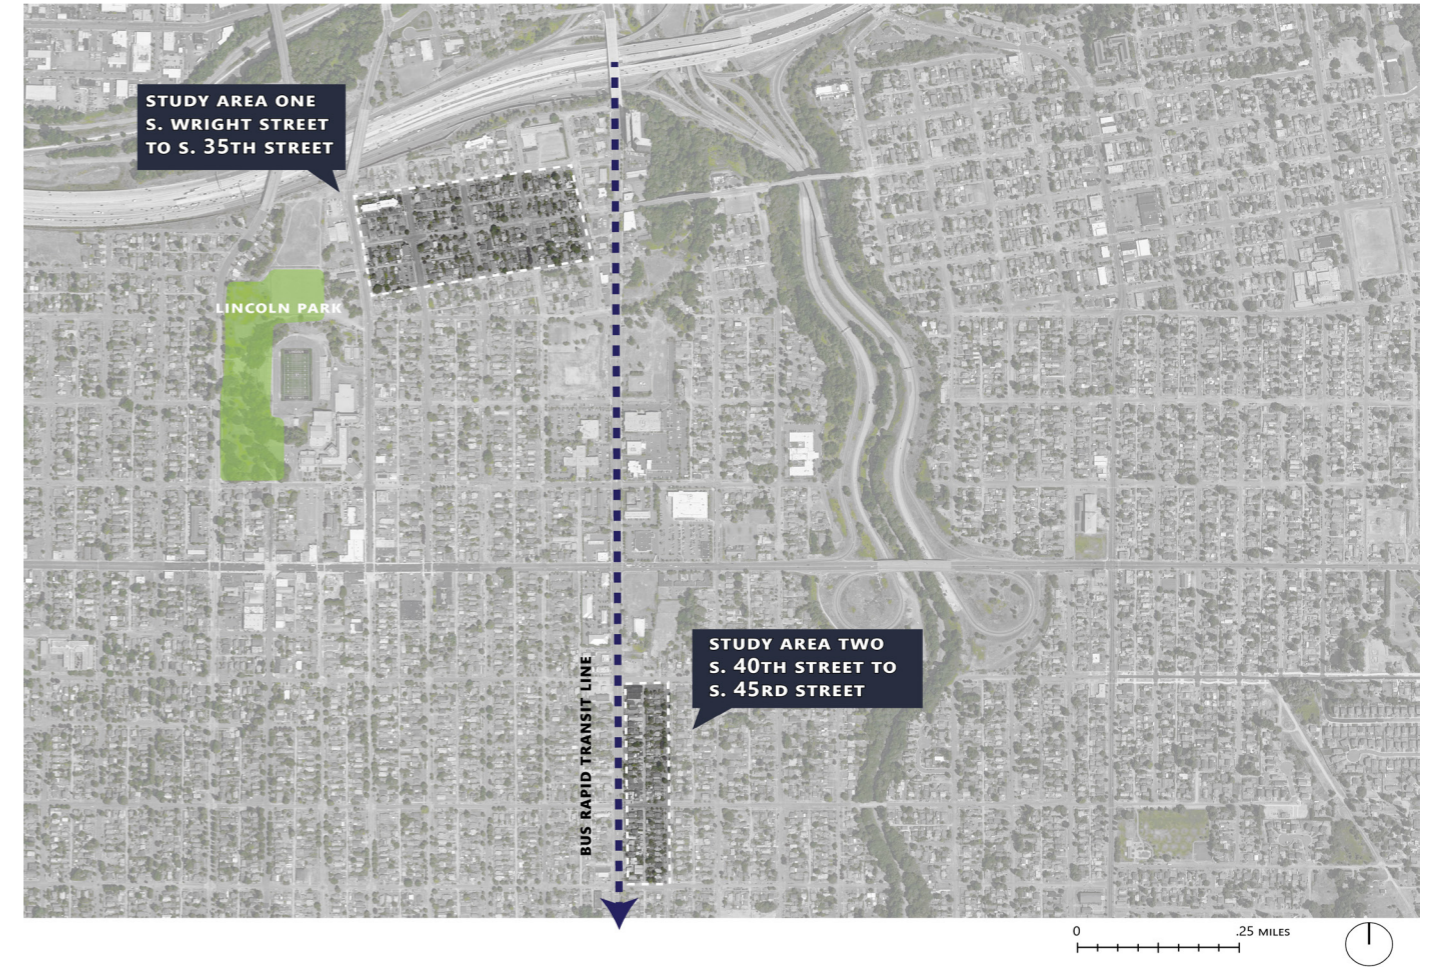 STUDY AREA ONE
S. WRIGHT STREET
TO S. 35TH STREET
LINCOLN PARK
STUDY AREA TWO
S. 40TH STREET TO
S. 45RD STREET
BUS RAPID TRANSIT LINE
0 .25 MILES